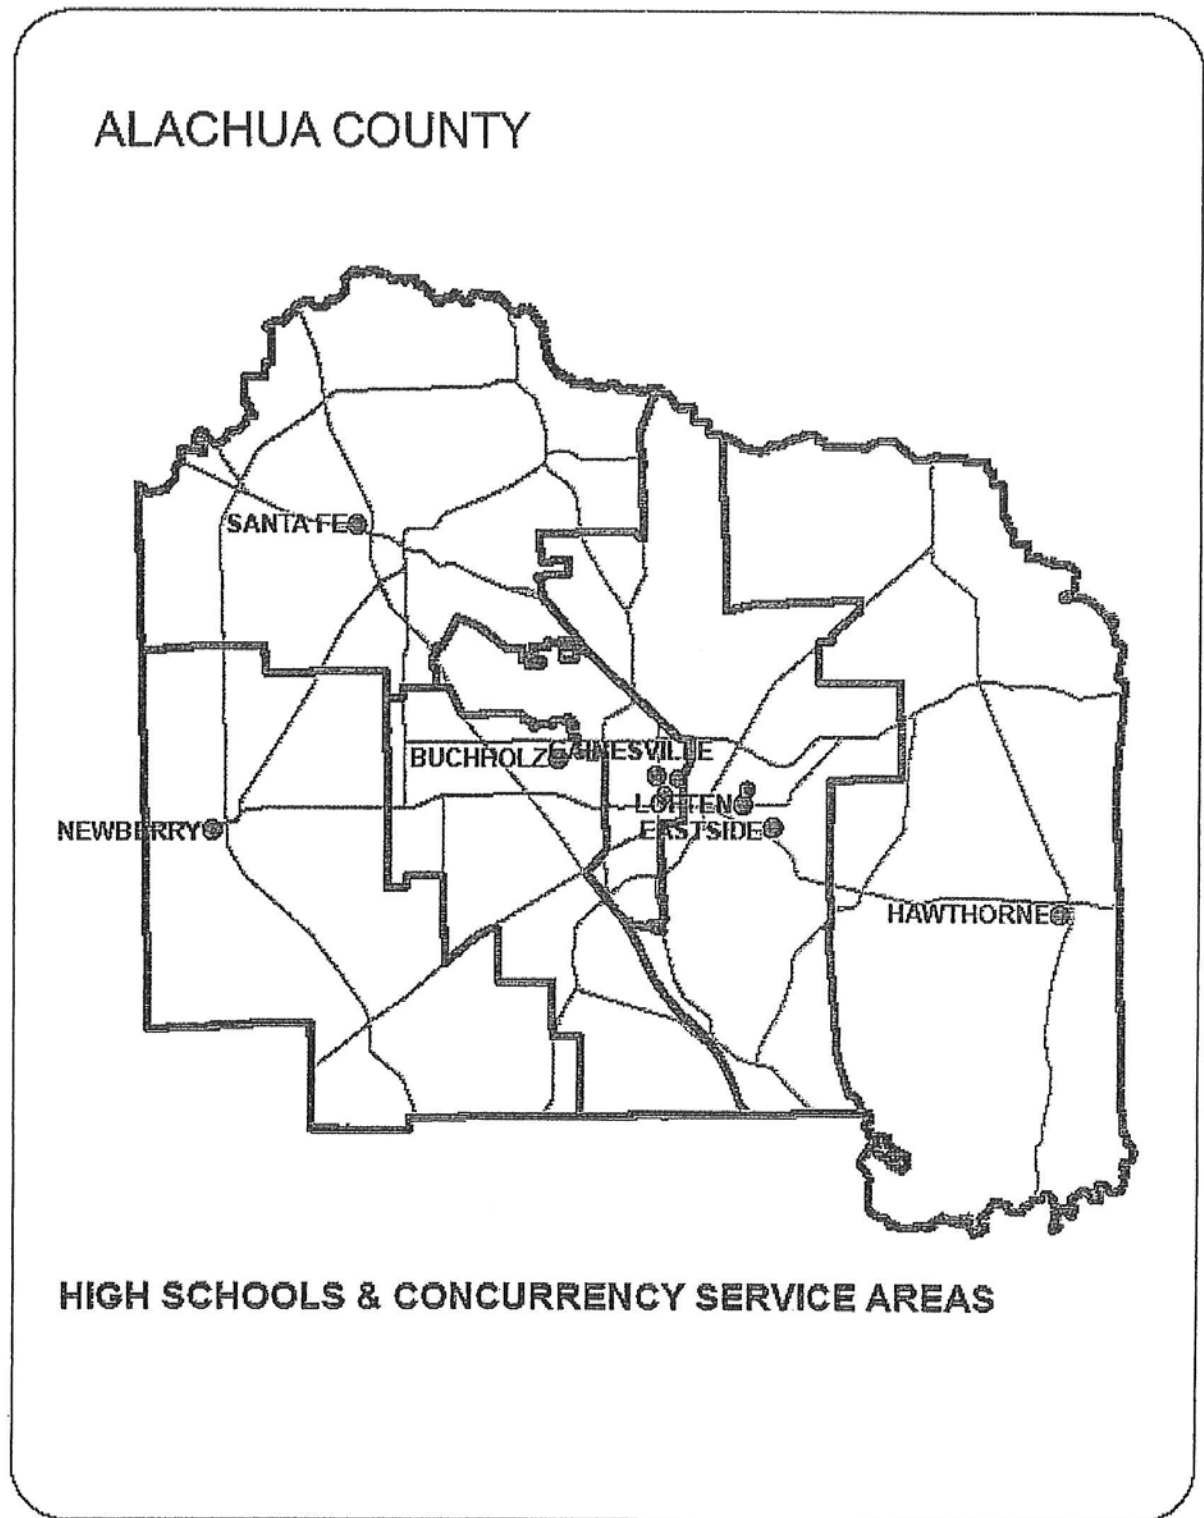 ALACHUA COUNTY
SANTA FE
BUCHHOLZ
GAINESVILLE
LOFTEN
NEWBERRY
EASTSIDE
HAWTHORNE
HIGH SCHOOLS & CONCURRENCY SERVICE AREAS